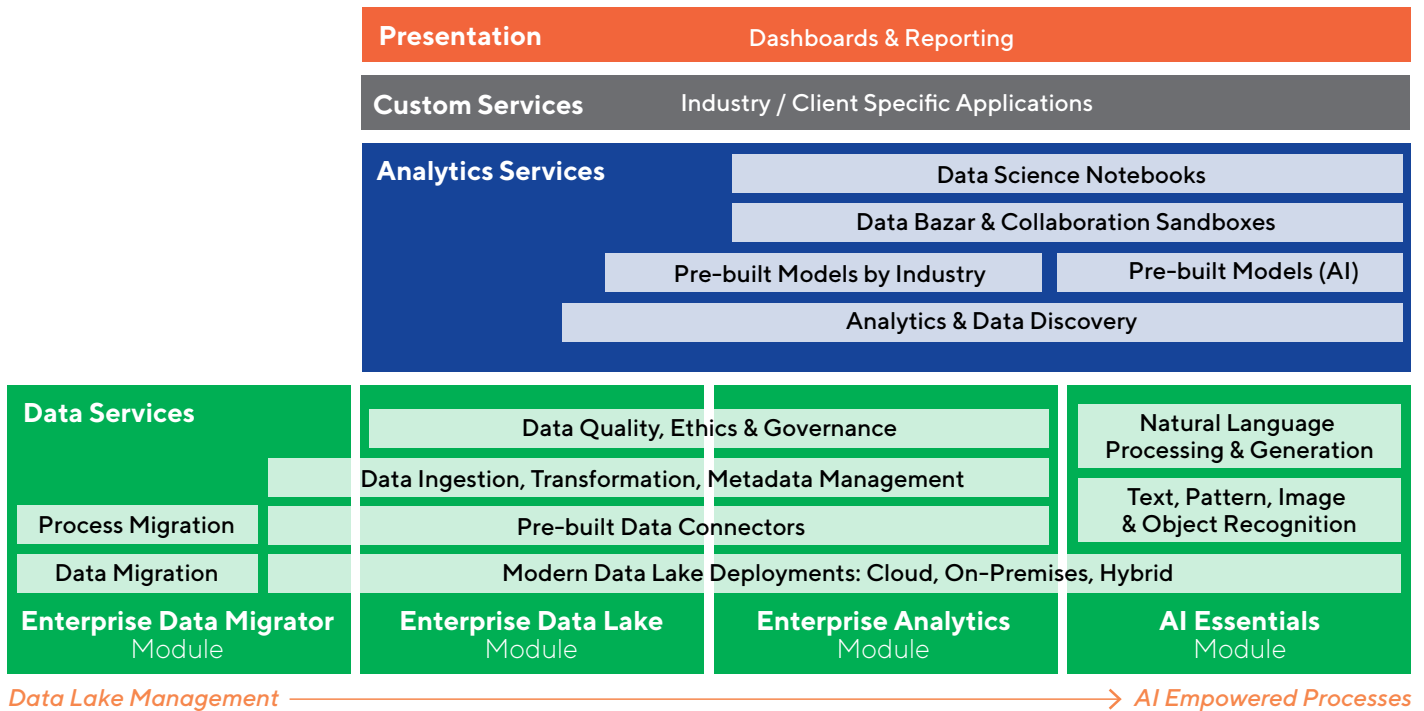 Presentation
Dashboards & Reporting
Custom Services
Industry / Client Specific Applications
Analytics Services
Data Science Notebooks
Data Bazar & Collaboration Sandboxes
Pre-built Models by Industry
Pre-built Models (AI)
Analytics & Data Discovery
Data Services
Data Quality, Ethics & Governance
Natural Language
Processing & Generation
Data Ingestion, Transformation, Metadata Management
Text, Pattern, Image
& Object Recognition
Process Migration
Pre-built Data Connectors
Data Migration
Modern Data Lake Deployments: Cloud, On-Premises, Hybrid
Enterprise Data Migrator
Module
Enterprise Data Lake
Module
Enterprise Analytics
Module
AI Essentials
Module
Data Lake Management
AI Empowered Processes